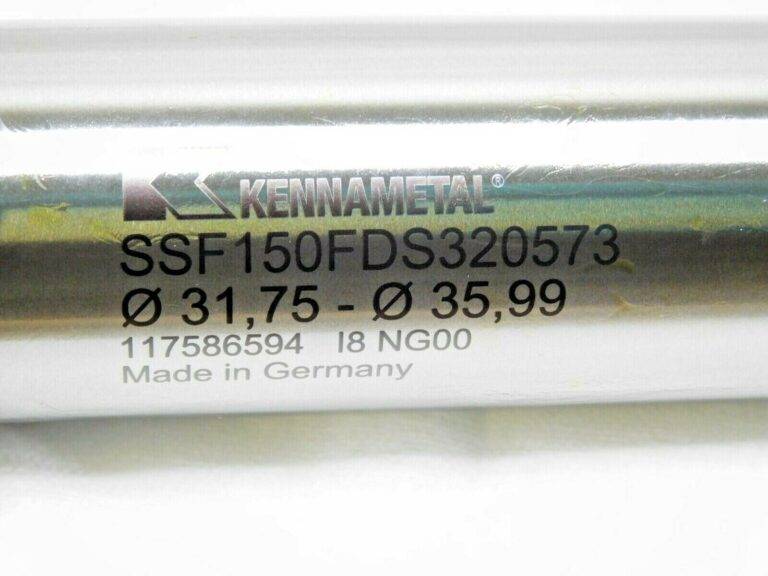 KENNAMETAL®
SSF150FDS320573
Ø 31,75 - Ø 35,99
117586594 I8 NG00
Made in Germany